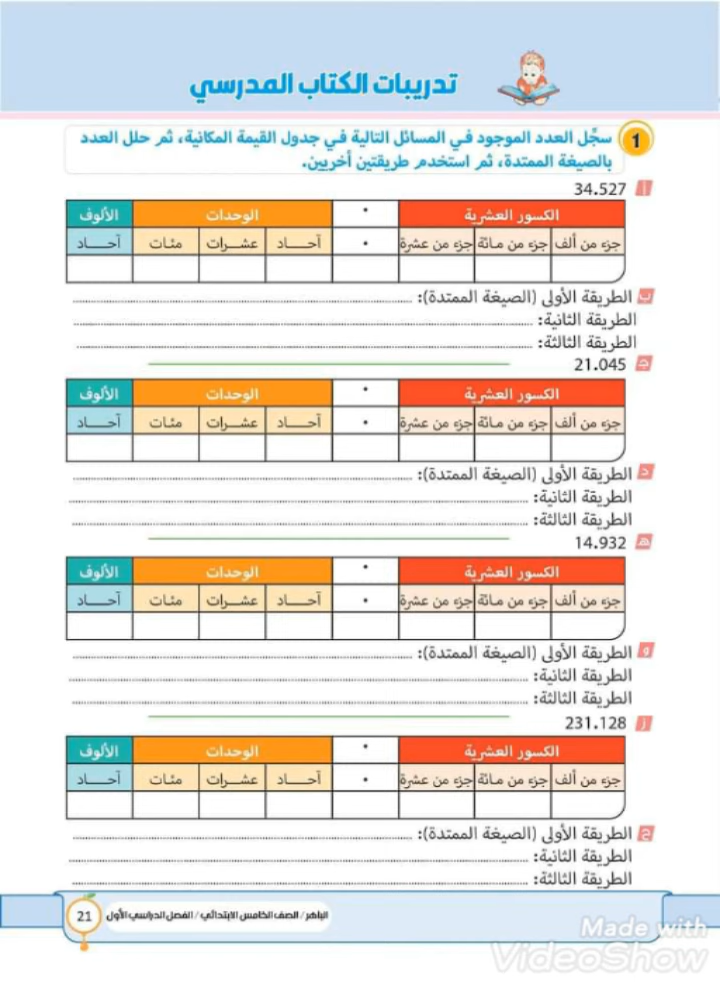 تدريبات الكتاب المدرسي
1 سجِّل العدد الموجود في المسائل التالية في جدول القيمة المكانية، ثم حلل العدد
بالصيغة الممتدة، ثم استخدم طريقتين أخريين.
أ 34.527
الكسور العشرية • الوحدات الألوف
جزء من ألف جزء من مائة جزء من عشرة • آحاد عشرات مئات آحاد
ب الطريقة الأولى (الصيغة الممتدة):
الطريقة الثانية:
الطريقة الثالثة:
ج 21.045
الكسور العشرية • الوحدات الألوف
جزء من ألف جزء من مائة جزء من عشرة • آحاد عشرات مئات آحاد
د الطريقة الأولى (الصيغة الممتدة):
الطريقة الثانية:
الطريقة الثالثة:
هـ 14.932
الكسور العشرية • الوحدات الألوف
جزء من ألف جزء من مائة جزء من عشرة • آحاد عشرات مئات آحاد
و الطريقة الأولى (الصيغة الممتدة):
الطريقة الثانية:
الطريقة الثالثة:
ز 231.128
الكسور العشرية • الوحدات الألوف
جزء من ألف جزء من مائة جزء من عشرة • آحاد عشرات مئات آحاد
ح الطريقة الأولى (الصيغة الممتدة):
الطريقة الثانية:
الطريقة الثالثة:
الباهر / الصف الخامس الابتدائي / الفصل الدراسي الأول 21
Made with
VideoShow